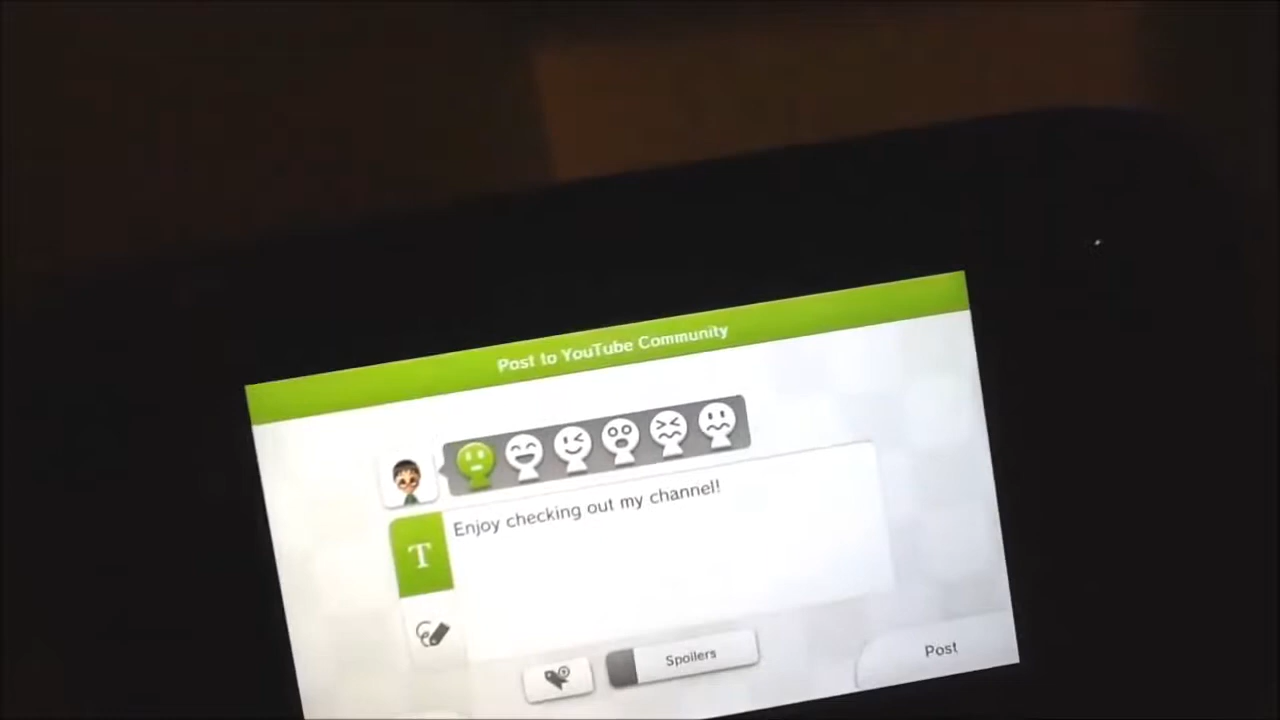 Post to YouTube Community
Enjoy checking out my channel!
T
Spoilers
Post